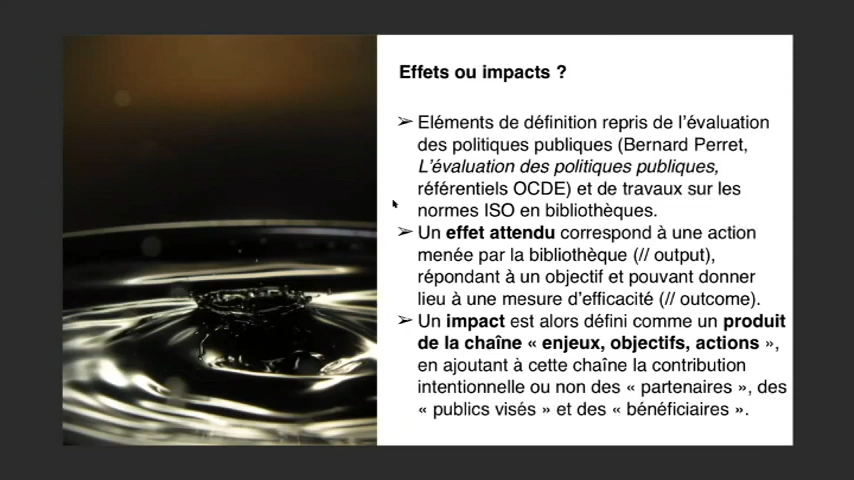 Effets ou impacts ?
➢ Eléments de définition repris de l'évaluation
des politiques publiques (Bernard Perret,
L'évaluation des politiques publiques,
référentiels OCDE) et de travaux sur les
normes ISO en bibliothèques.
➢ Un effet attendu correspond à une action
menée par la bibliothèque (// output),
répondant à un objectif et pouvant donner
lieu à une mesure d'efficacité (// outcome).
➢ Un impact est alors défini comme un produit
de la chaîne « enjeux, objectifs, actions »,
en ajoutant à cette chaîne la contribution
intentionnelle ou non des « partenaires », des
« publics visés » et des « bénéficiaires ».